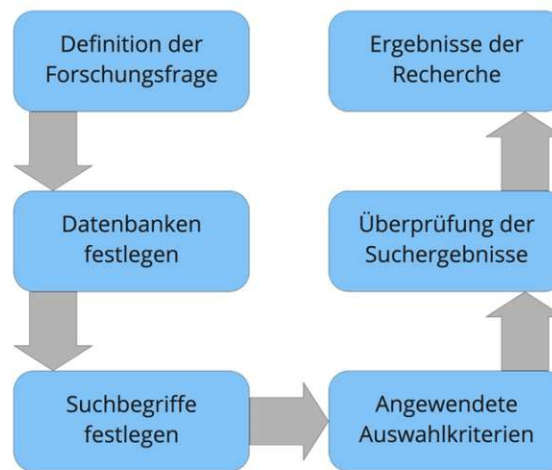 Definition der
Forschungsfrage
Datenbanken
festlegen
Suchbegriffe
festlegen
Angewendete
Auswahlkriterien
Überprüfung der
Suchergebnisse
Ergebnisse der
Recherche